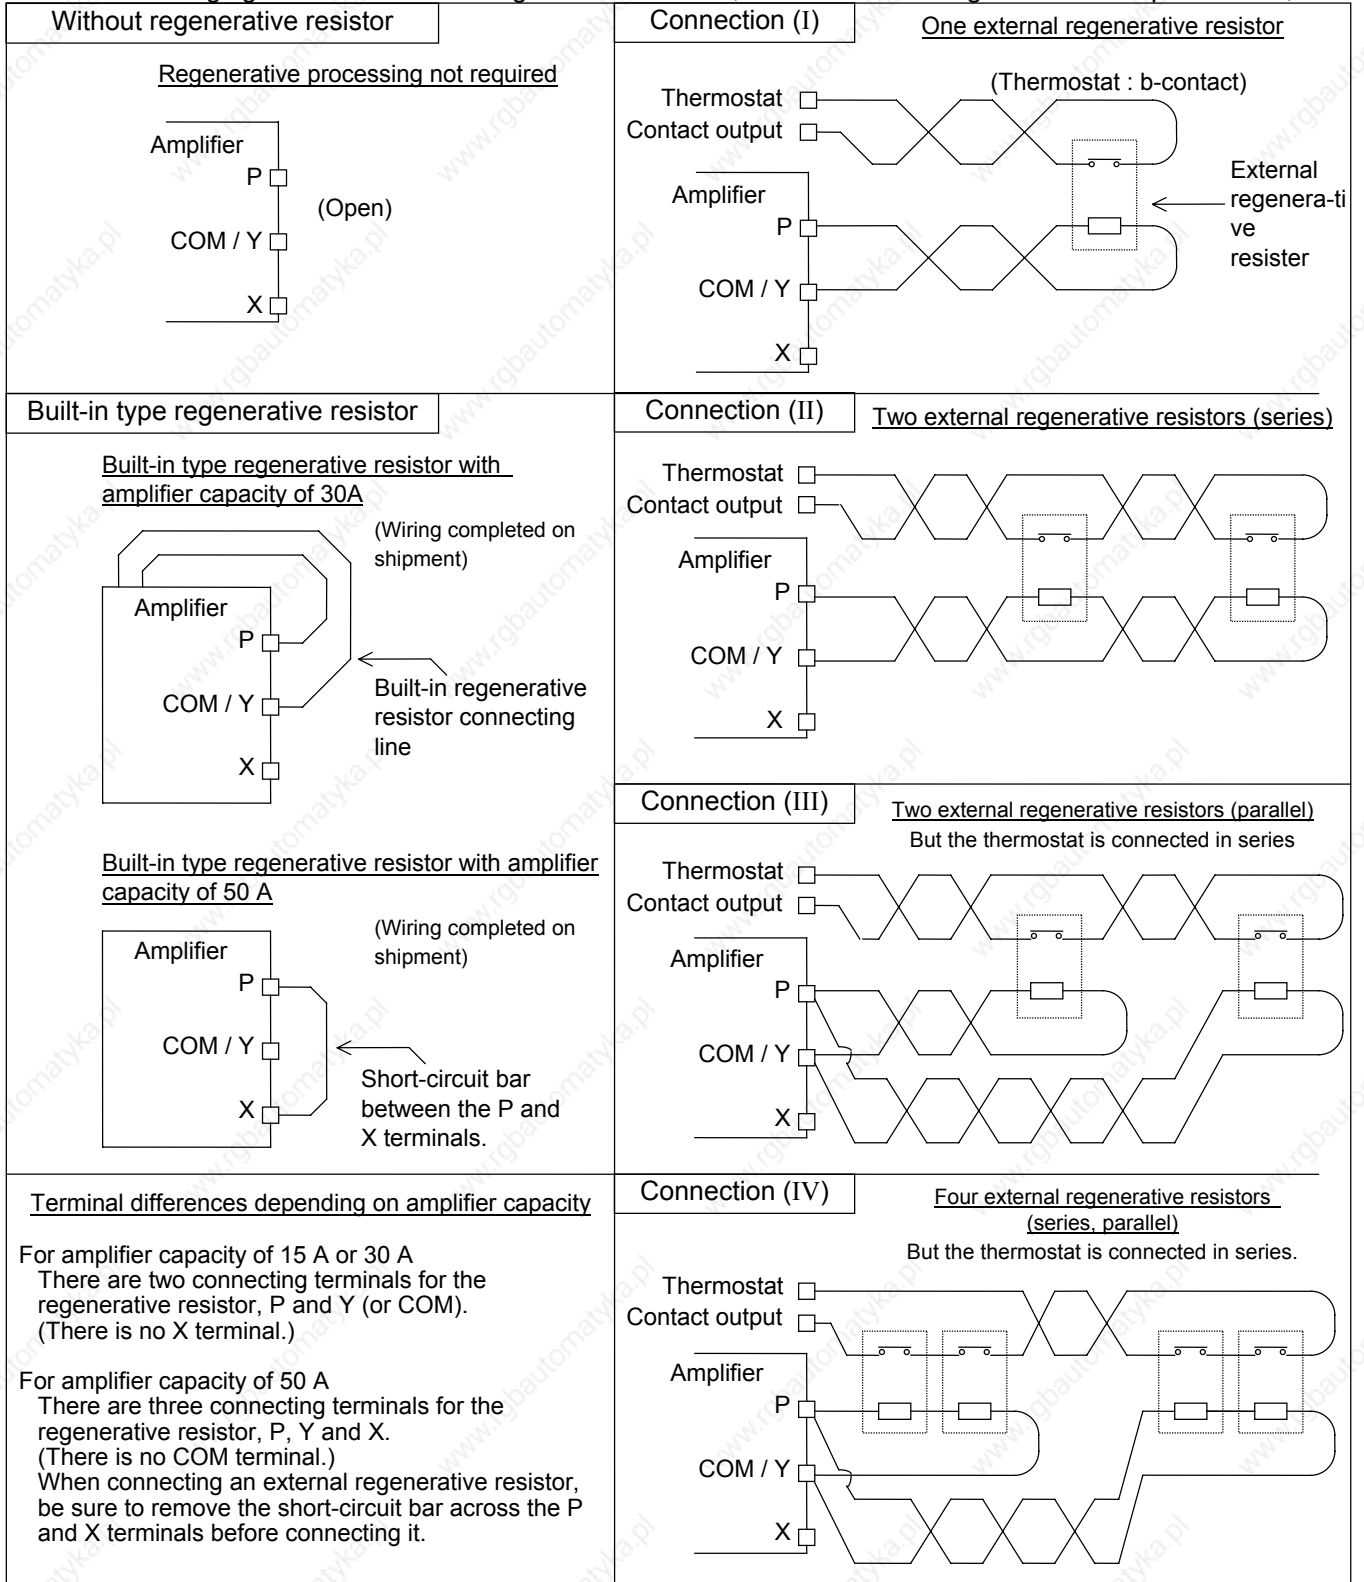 Without regenerative resistor
Regenerative processing not required
Amplifier
P
(Open)
COM / Y
X
Connection (I)
One external regenerative resistor
(Thermostat : b-contact)
Thermostat
Contact output
Amplifier
P
COM / Y
X
External
regenera-ti
ve
resister
Built-in type regenerative resistor
Built-in type regenerative resistor with
amplifier capacity of 30A
(Wiring completed on
shipment)
Amplifier
P
COM / Y
X
Built-in regenerative
resistor connecting
line
Built-in type regenerative resistor with amplifier
capacity of 50 A
(Wiring completed on
shipment)
Amplifier
P
COM / Y
X
Short-circuit bar
between the P and
X terminals.
Connection (II)
Two external regenerative resistors (series)
Thermostat
Contact output
Amplifier
P
COM / Y
X
Connection (III)
Two external regenerative resistors (parallel)
But the thermostat is connected in series
Thermostat
Contact output
Amplifier
P
COM / Y
X
Terminal differences depending on amplifier capacity
For amplifier capacity of 15 A or 30 A
There are two connecting terminals for the
regenerative resistor, P and Y (or COM).
(There is no X terminal.)
For amplifier capacity of 50 A
There are three connecting terminals for the
regenerative resistor, P, Y and X.
(There is no COM terminal.)
When connecting an external regenerative resistor,
be sure to remove the short-circuit bar across the P
and X terminals before connecting it.
Connection (IV)
Four external regenerative resistors
(series, parallel)
But the thermostat is connected in series.
Thermostat
Contact output
Amplifier
P
COM / Y
X
www.rgbautomatyka.pl